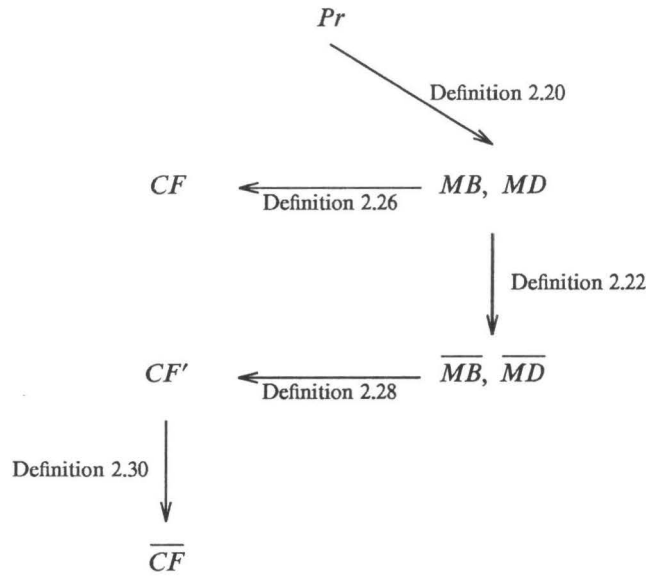 Pr
Definition 2.20
CF
Definition 2.26
MB, MD
Definition 2.22
CF′
Definition 2.28
M̅B̅, M̅D̅
Definition 2.30
C̅F̅